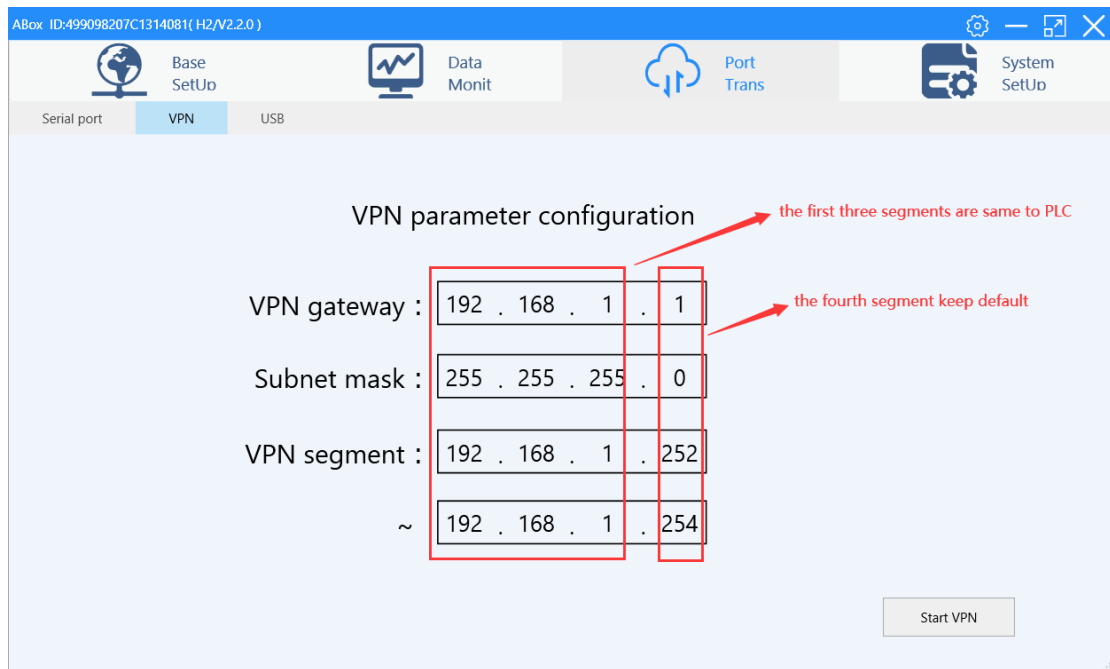 ABox ID:499098207C1314081( H2/V2.2.0 )
Base
SetUp
Data
Monit
Port
Trans
System
SetUp
Serial port VPN USB
VPN parameter configuration
the first three segments are same to PLC
VPN gateway : 192 . 168 . 1 . 1
the fourth segment keep default
Subnet mask : 255 . 255 . 255 . 0
VPN segment : 192 . 168 . 1 . 252
~ 192 . 168 . 1 . 254
Start VPN